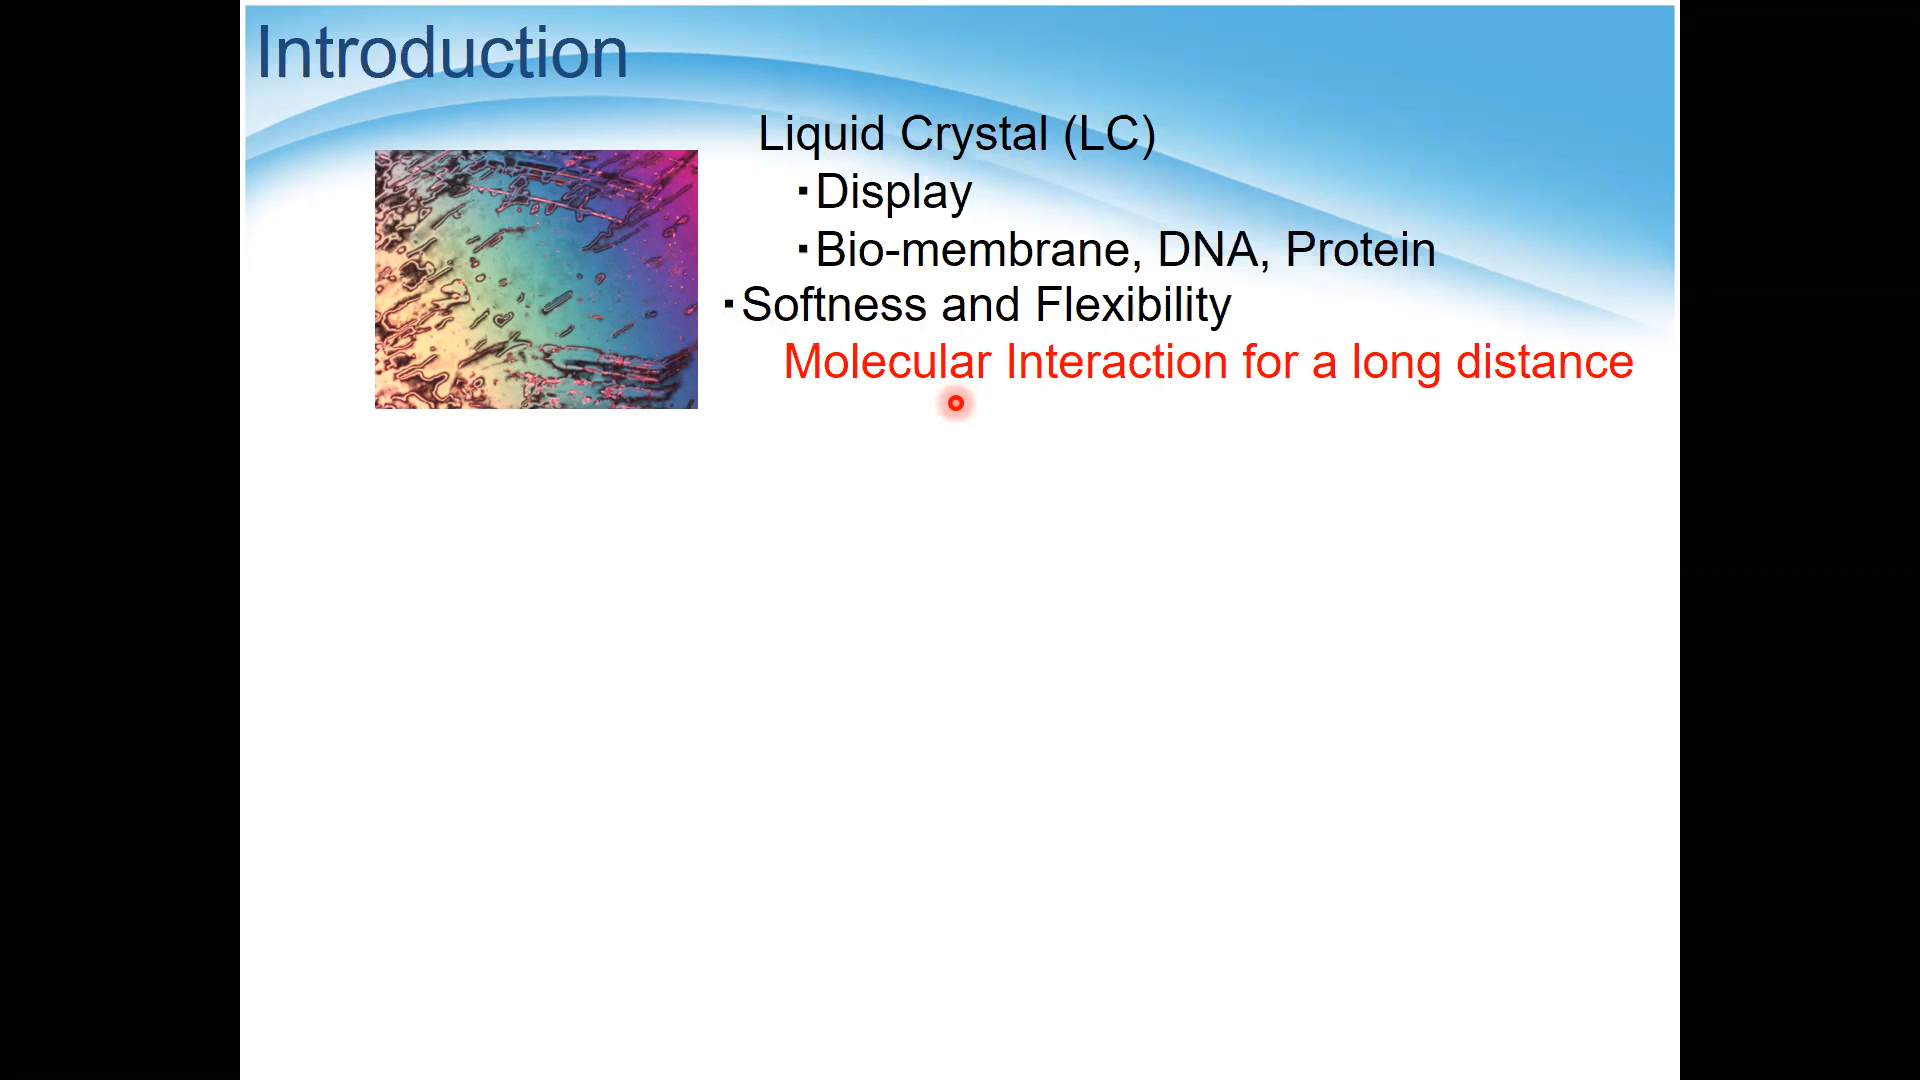 Introduction
Liquid Crystal (LC)
▪Display
▪Bio-membrane, DNA, Protein
▪Softness and Flexibility
Molecular Interaction for a long distance